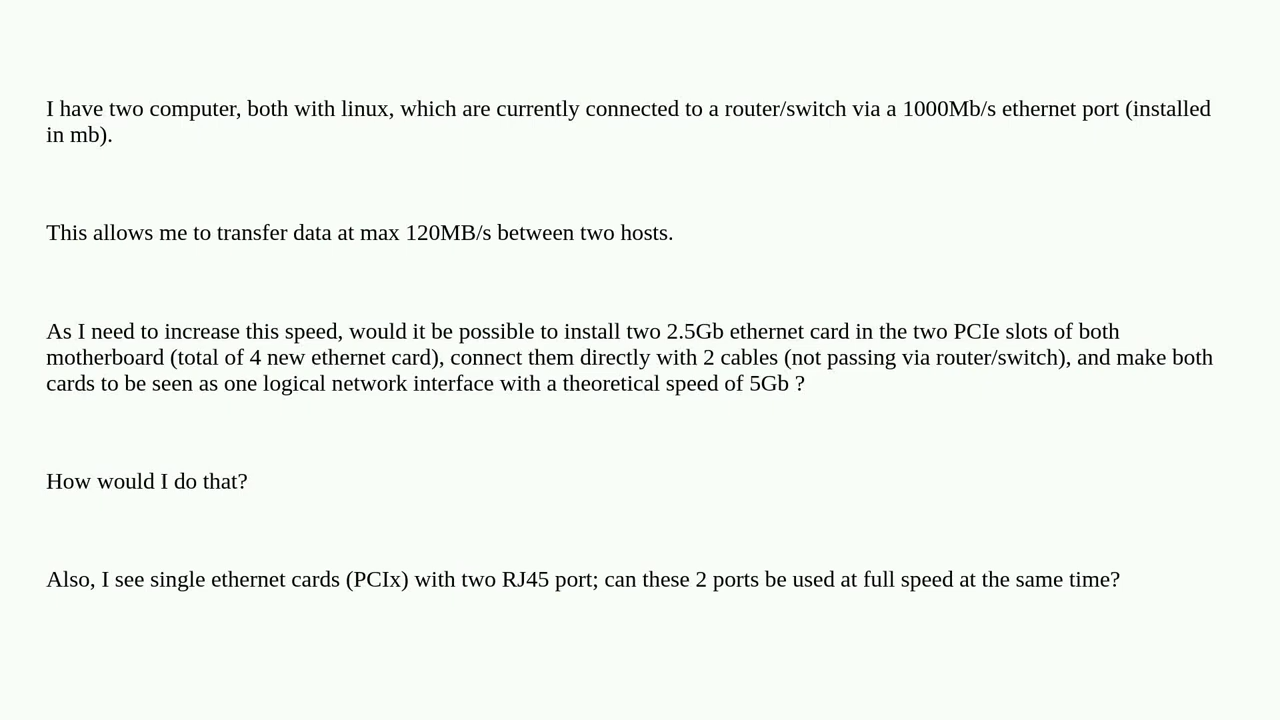 I have two computer, both with linux, which are currently connected to a router/switch via a 1000Mb/s ethernet port (installed
in mb).
This allows me to transfer data at max 120MB/s between two hosts.
As I need to increase this speed, would it be possible to install two 2.5Gb ethernet card in the two PCIe slots of both
motherboard (total of 4 new ethernet card), connect them directly with 2 cables (not passing via router/switch), and make both
cards to be seen as one logical network interface with a theoretical speed of 5Gb ?
How would I do that?
Also, I see single ethernet cards (PCIx) with two RJ45 port; can these 2 ports be used at full speed at the same time?